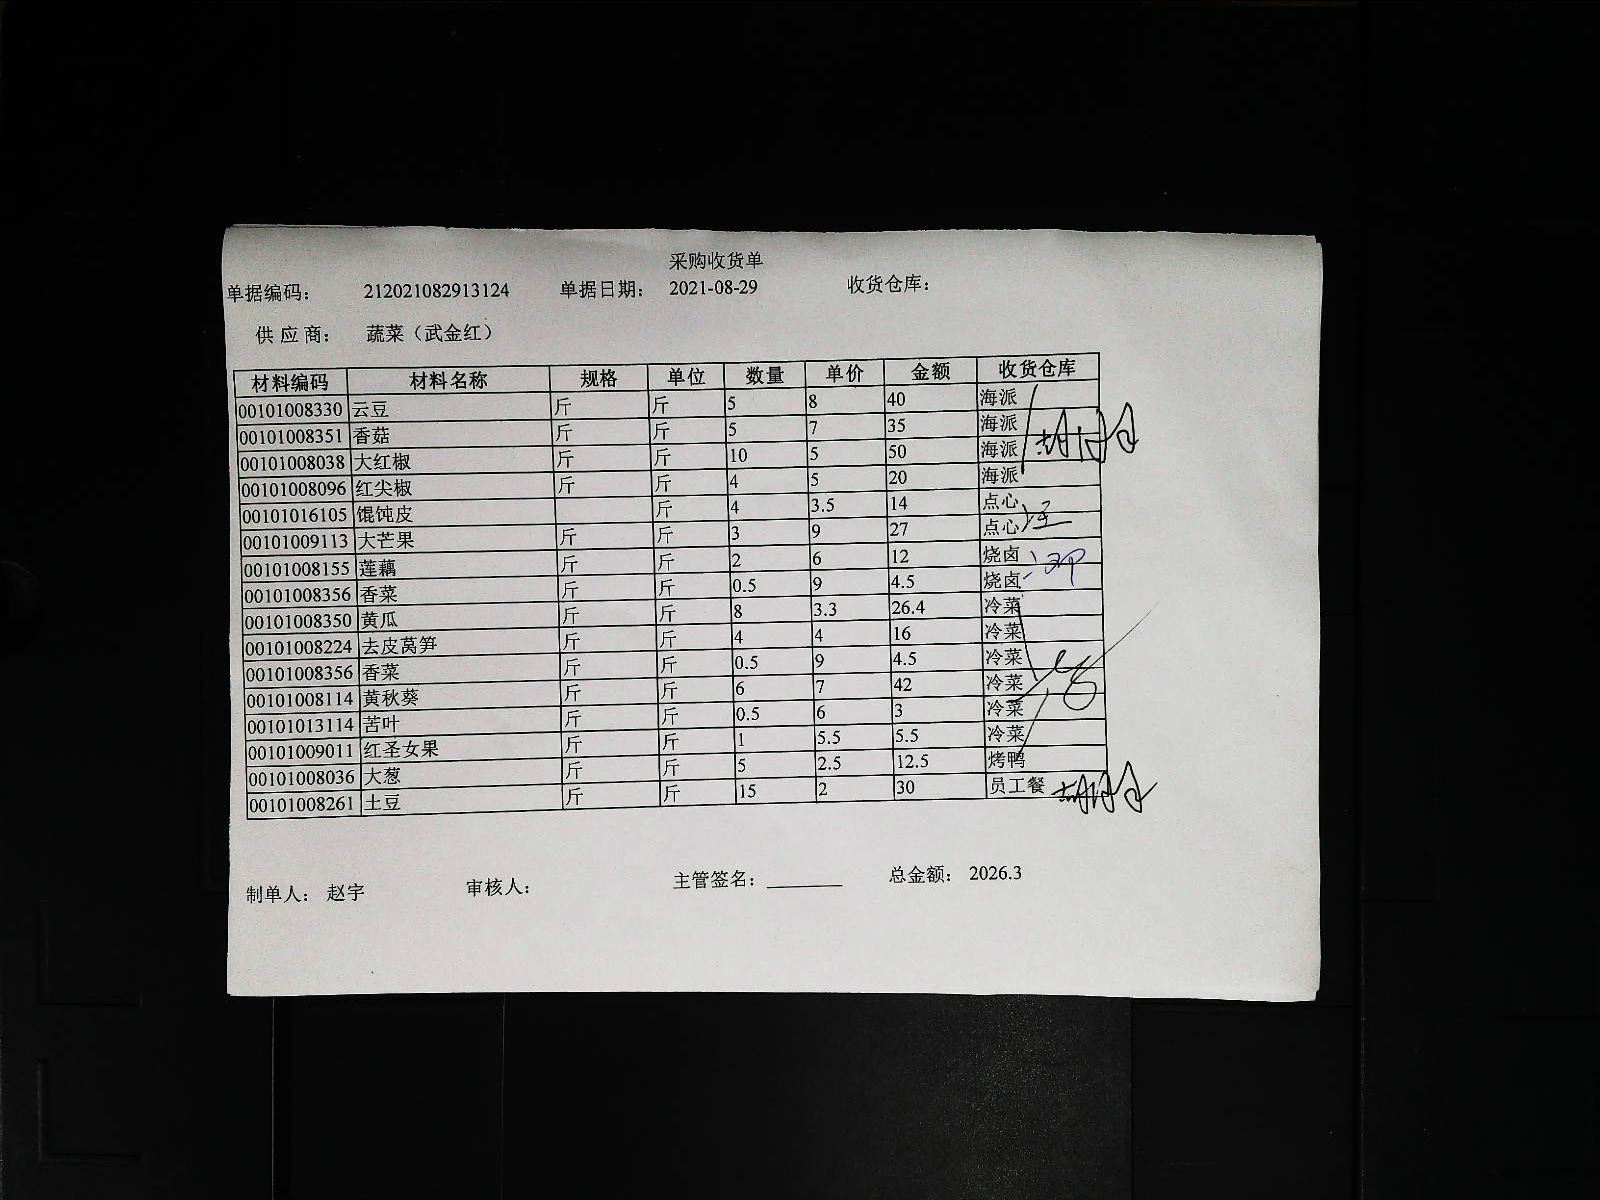 采购收货单
单据编码： 212021082913124 单据日期： 2021-08-29 收货仓库：
供 应 商： 蔬菜（武金红）
材料编码 材料名称 规格 单位 数量 单价 金额 收货仓库
00101008330 云豆 斤 斤 5 8 40 海派
00101008351 香菇 斤 斤 5 7 35 海派
00101008038 大红椒 斤 斤 10 5 50 海派
00101008096 红尖椒 斤 斤 4 5 20 海派
00101016105 馄饨皮 斤 4 3.5 14 点心
00101009113 大芒果 斤 斤 3 9 27 点心
00101008155 莲藕 斤 斤 2 6 12 烧卤
00101008356 香菜 斤 斤 0.5 9 4.5 烧卤
00101008350 黄瓜 斤 斤 8 3.3 26.4 冷菜
00101008224 去皮莴笋 斤 斤 4 4 16 冷菜
00101008356 香菜 斤 斤 0.5 9 4.5 冷菜
00101008114 黄秋葵 斤 斤 6 7 42 冷菜
00101013114 苦叶 斤 斤 0.5 6 3 冷菜
00101009011 红圣女果 斤 斤 1 5.5 5.5 冷菜
00101008036 大葱 斤 斤 5 2.5 12.5 烤鸭
00101008261 土豆 斤 斤 15 2 30 员工餐
制单人： 赵宇 审核人： 主管签名： 总金额： 2026.3